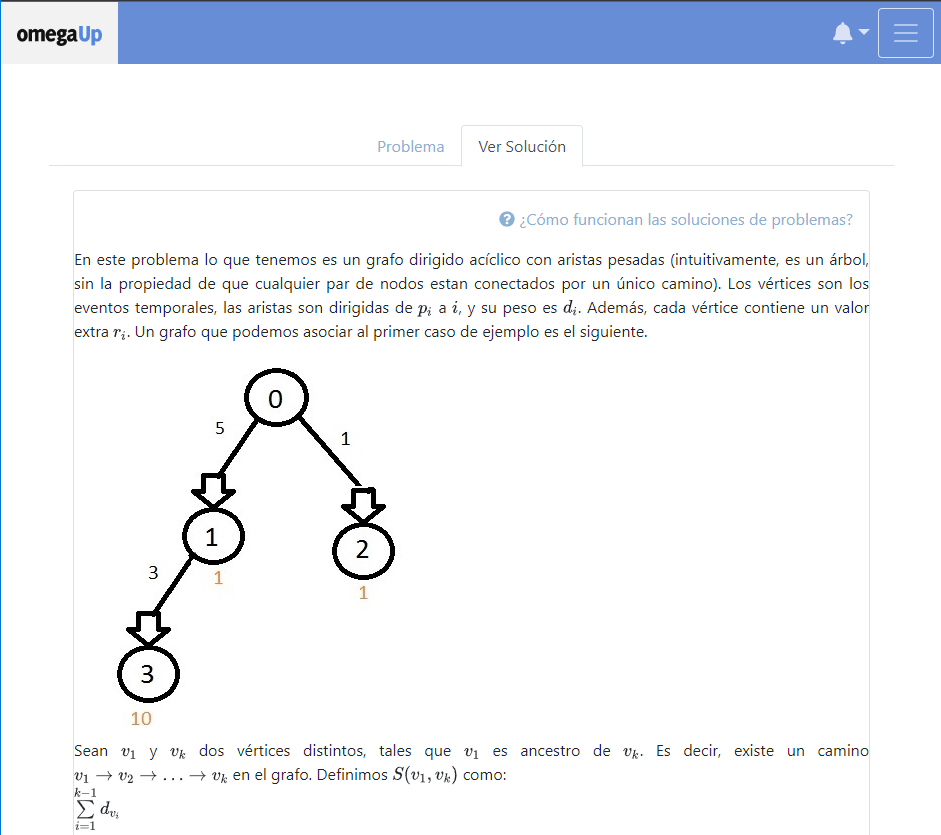 omegaUp
Problema
Ver Solución
¿Cómo funcionan las soluciones de problemas?
En este problema lo que tenemos es un grafo dirigido acíclico con aristas pesadas (intuitivamente, es un árbol,
sin la propiedad de que cualquier par de nodos estan conectados por un único camino). Los vértices son los
eventos temporales, las aristas son dirigidas de p_i a i, y su peso es d_i. Además, cada vértice contiene un valor
extra r_i. Un grafo que podemos asociar al primer caso de ejemplo es el siguiente.
0
5
1
1
2
3
1
1
3
10
Sean v_1 y v_k dos vértices distintos, tales que v_1 es ancestro de v_k. Es decir, existe un camino
v_1 → v_2 → . . . → v_k en el grafo. Definimos S(v_1, v_k) como:
k−1
∑ d_{v_i}
i=1